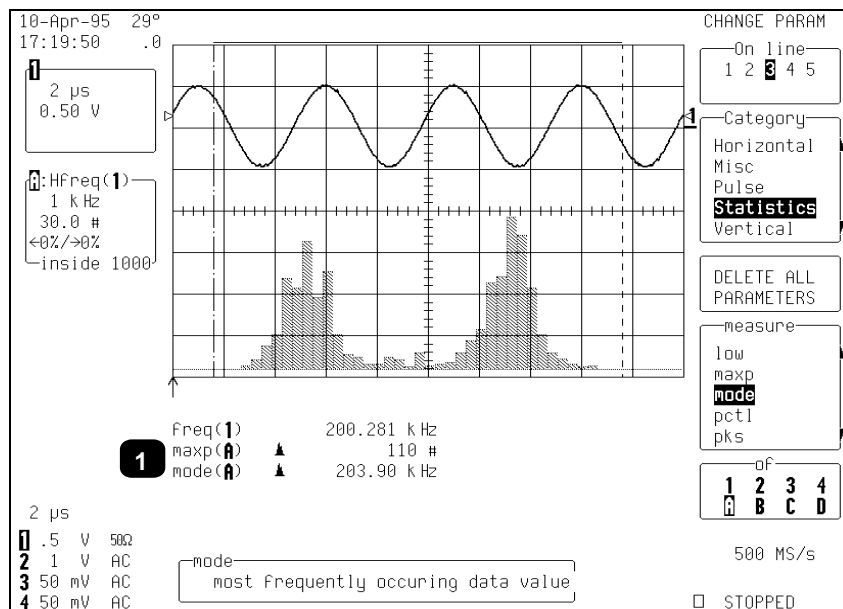 10-Apr-95 29°
17:19:50 .0
1
2 µs
0.50 V
A:Hfreq(1)
1 kHz
30.0 #
←0%/→0%
inside 1000
1
CHANGE PARAM
On line
1 2 3 4 5
Category
Horizontal
Misc
Pulse
Statistics
Vertical
DELETE ALL
PARAMETERS
measure
low
maxp
mode
pctl
pks
of
1 2 3 4
A B C D
1
freq(1) 200.281 kHz
maxp(A) 110 #
mode(A) 203.90 kHz
2 µs
1 .5 V 50Ω
2 1 V AC
3 50 mV AC
4 50 mV AC
mode
most frequently occuring data value
500 MS/s
STOPPED